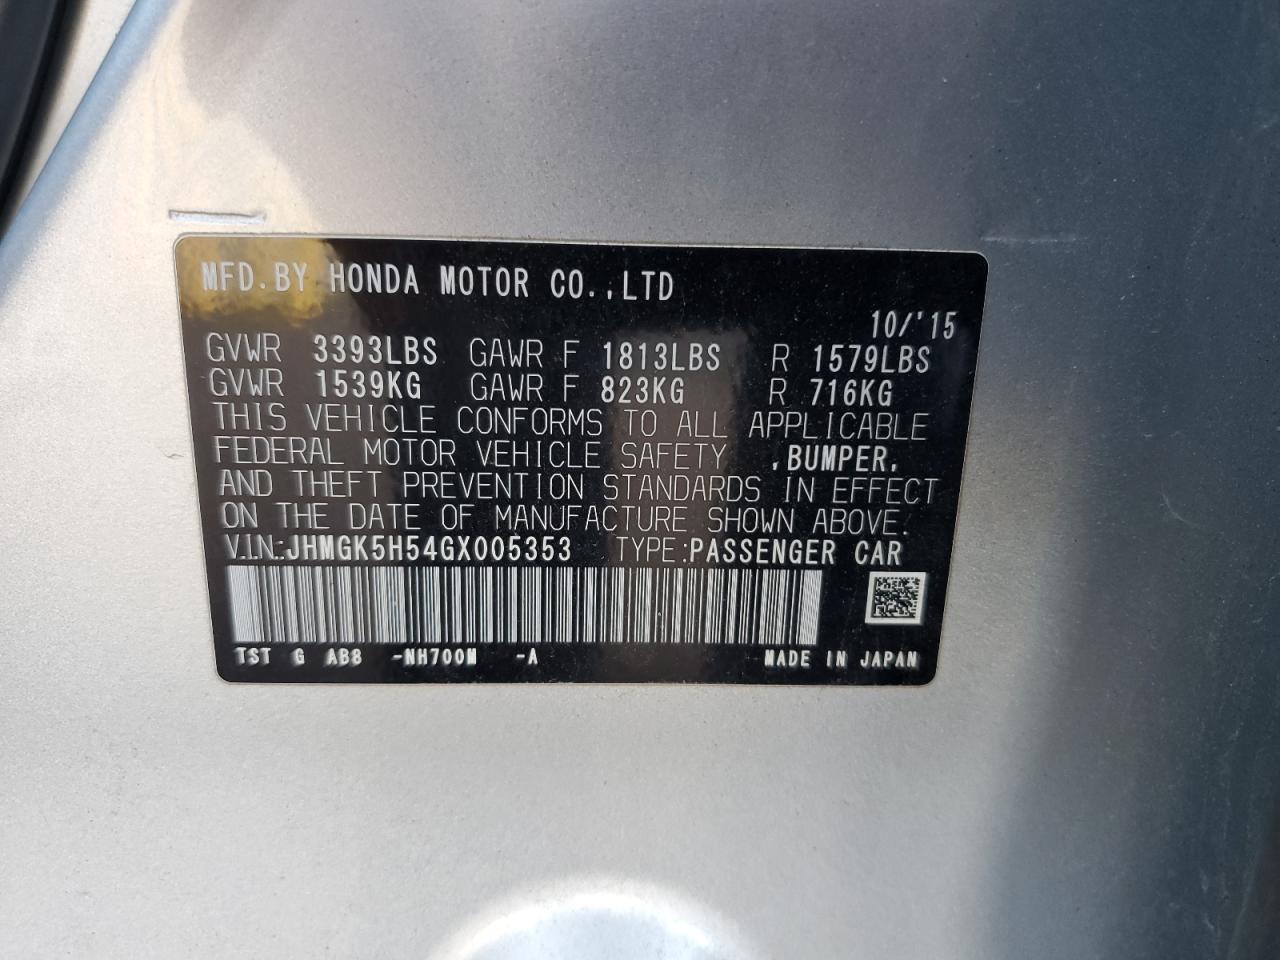 MFD.BY HONDA MOTOR CO.,LTD
10/'15
GVWR 3393LBS GAWR F 1813LBS R 1579LBS
GVWR 1539KG GAWR F 823KG R 716KG
THIS VEHICLE CONFORMS TO ALL APPLICABLE
FEDERAL MOTOR VEHICLE SAFETY ,BUMPER,
AND THEFT PREVENTION STANDARDS IN EFFECT
ON THE DATE OF MANUFACTURE SHOWN ABOVE.
V.I.N.:JHMGK5H54GX005353 TYPE:PASSENGER CAR
TST G AB8 -NH700M -A MADE IN JAPAN